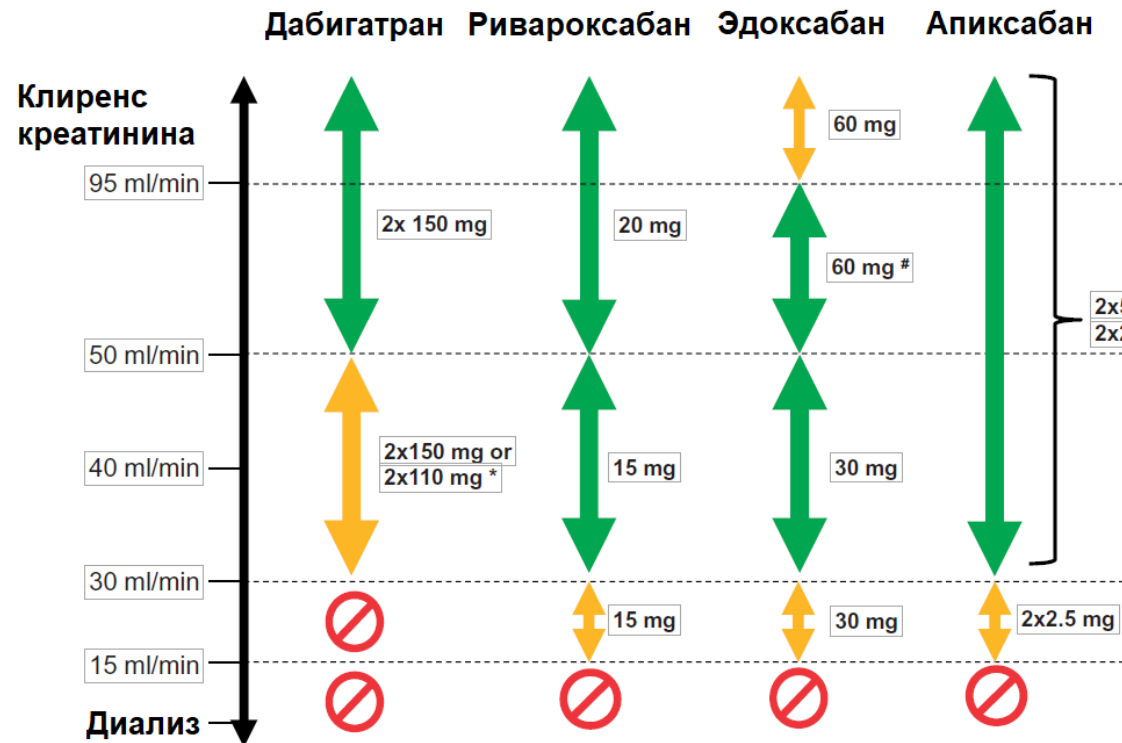 Дабигатран Ривароксабан Эдоксабан Апиксабан
Клиренс
креатинина
60 mg
95 ml/min
2x 150 mg
20 mg
60 mg #
2x5
2x2
50 ml/min
2x150 mg or
2x110 mg *
40 ml/min
15 mg
30 mg
30 ml/min
15 mg
30 mg
2x2.5 mg
15 ml/min
Диализ